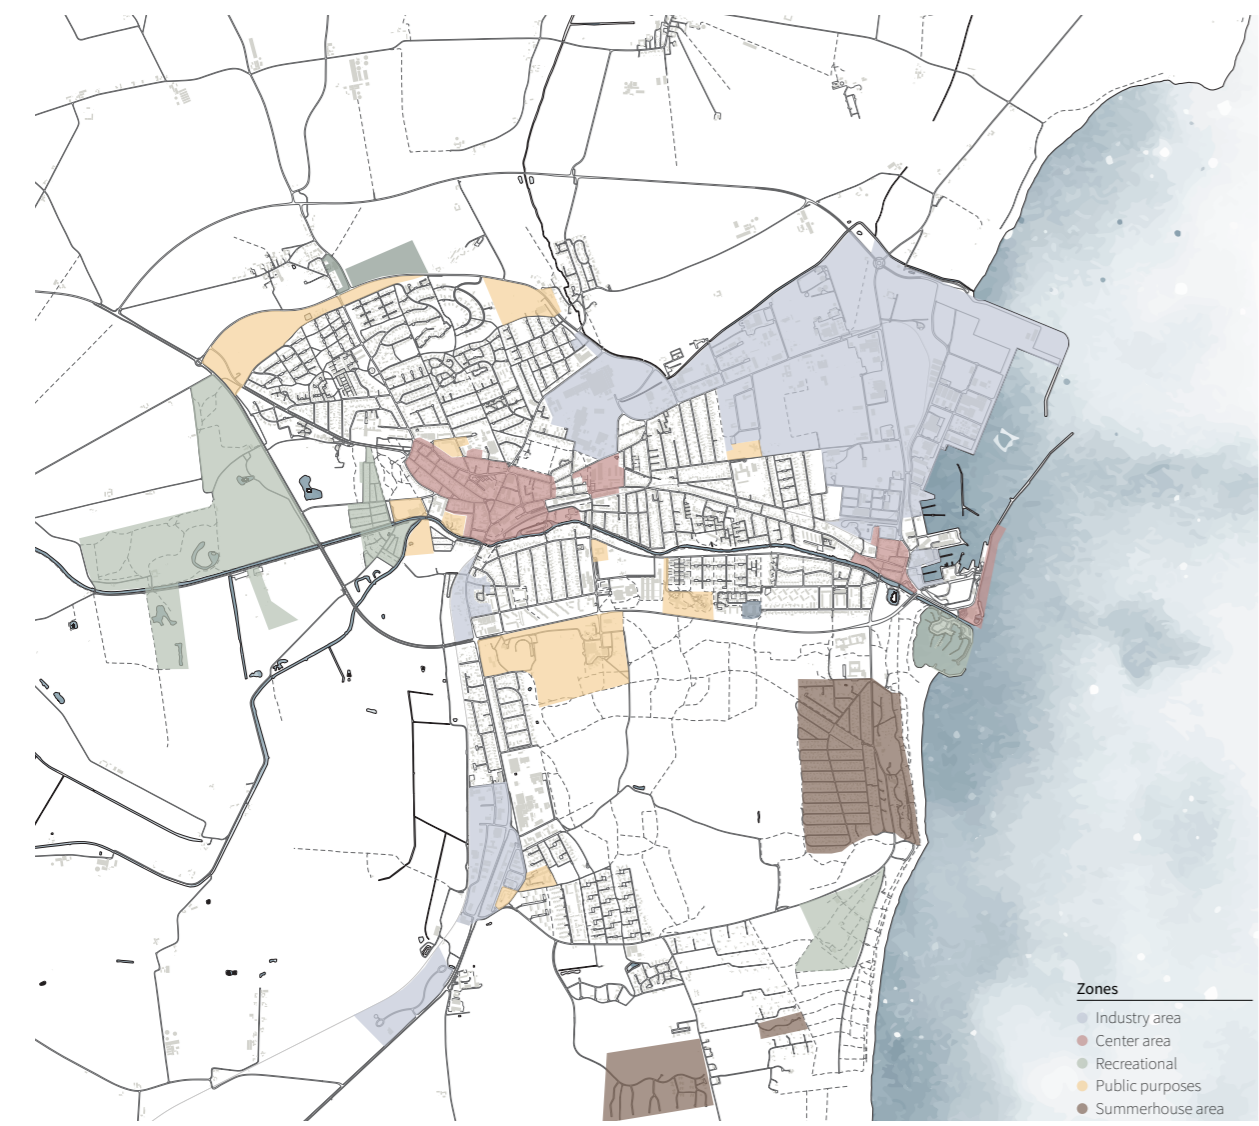 Zones
Industry area
Center area
Recreational
Public purposes
Summerhouse area